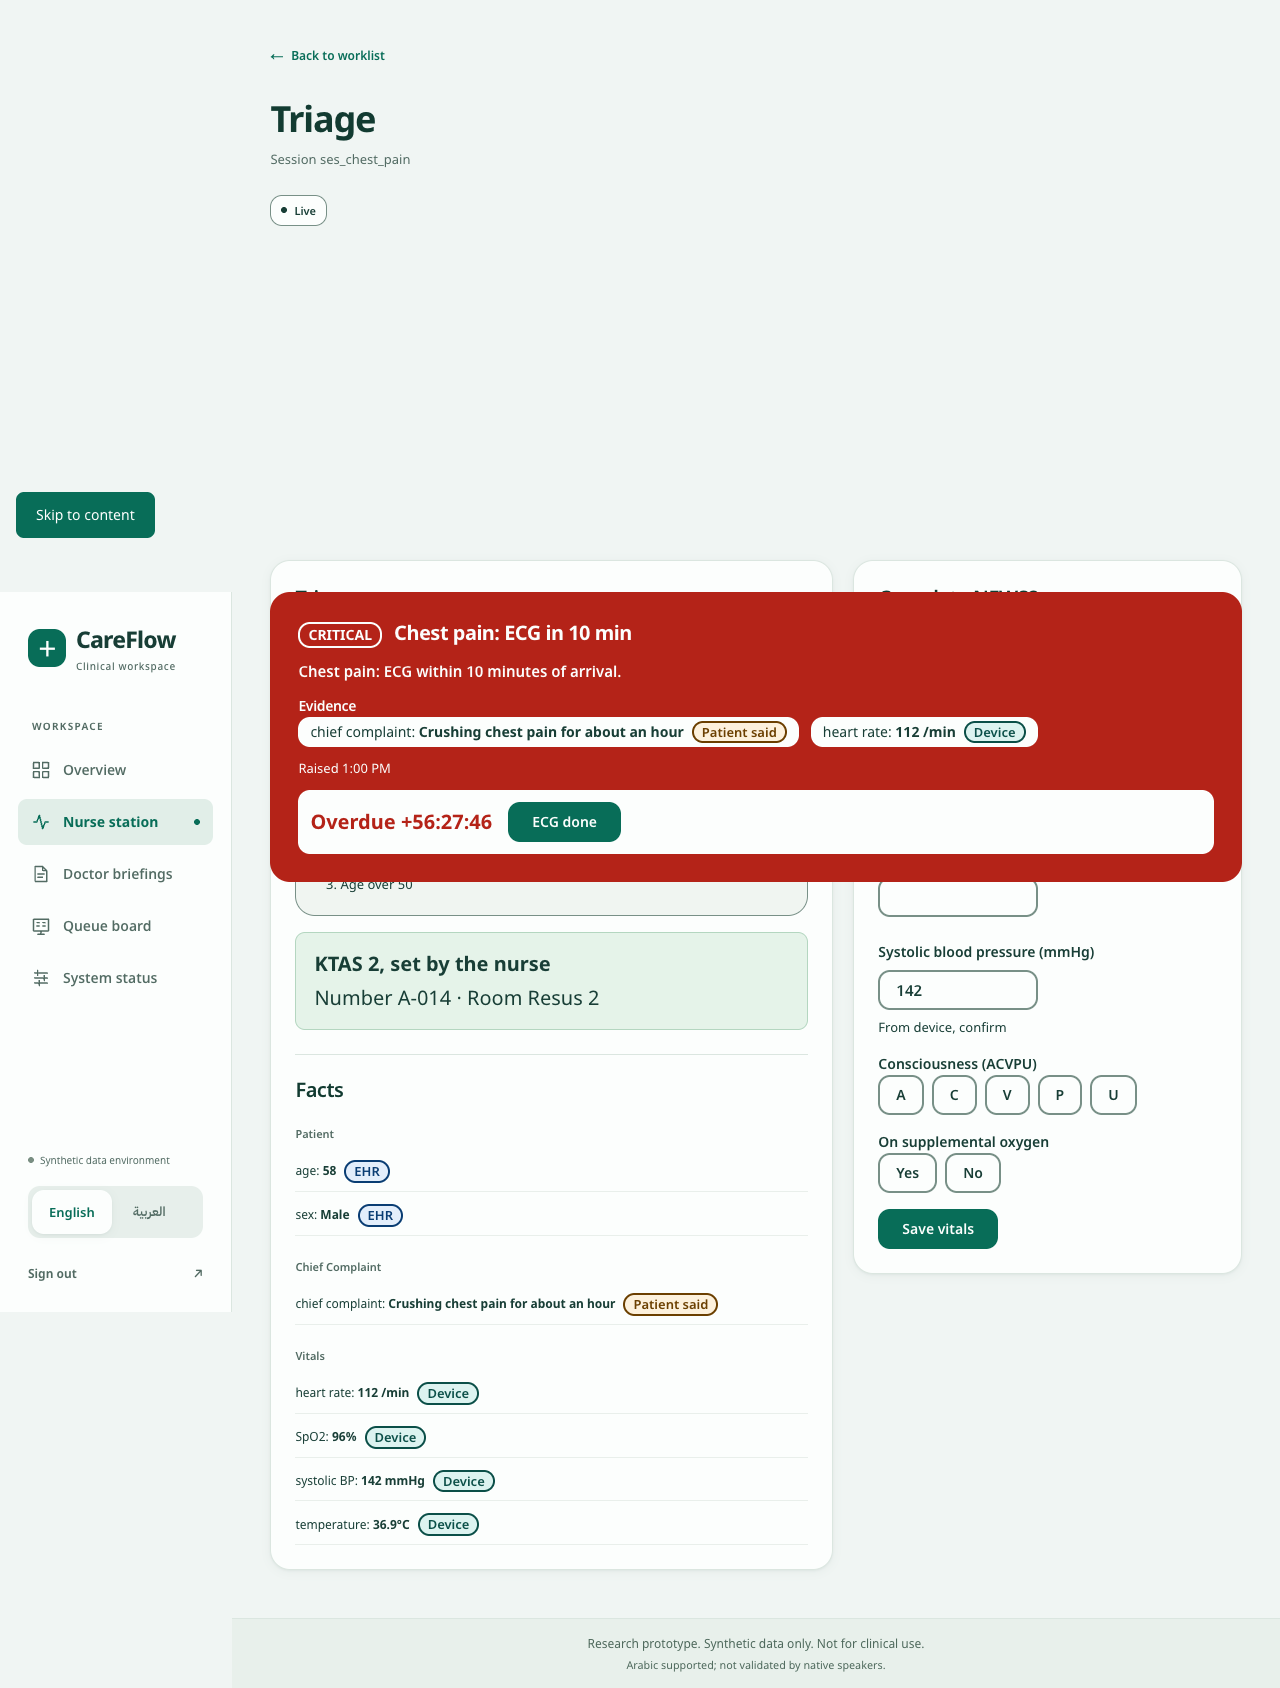 ← Back to worklist
Triage
Session ses_chest_pain
Live
Skip to content
CareFlow
Clinical workspace
WORKSPACE
Overview
Nurse station
Doctor briefings
Queue board
System status
Synthetic data environment
English
العربية
Sign out
CRITICAL Chest pain: ECG in 10 min
Chest pain: ECG within 10 minutes of arrival.
Evidence
chief complaint: Crushing chest pain for about an hour Patient said
heart rate: 112 /min Device
Raised 1:00 PM
Overdue +56:27:46 ECG done
3. Age over 50
KTAS 2, set by the nurse
Number A-014 · Room Resus 2
Facts
Patient
age: 58 EHR
sex: Male EHR
Chief Complaint
chief complaint: Crushing chest pain for about an hour Patient said
Vitals
heart rate: 112 /min Device
SpO2: 96% Device
systolic BP: 142 mmHg Device
temperature: 36.9°C Device
Systolic blood pressure (mmHg)
142
From device, confirm
Consciousness (ACVPU)
A C V P U
On supplemental oxygen
Yes No
Save vitals
Research prototype. Synthetic data only. Not for clinical use.
Arabic supported; not validated by native speakers.